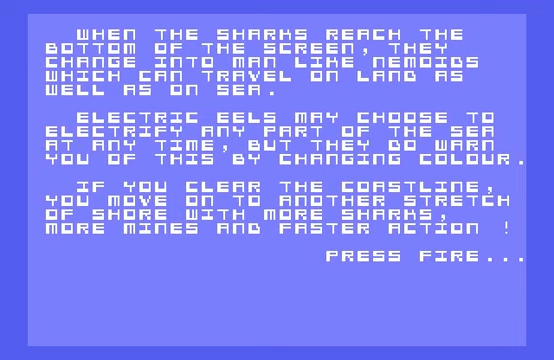 WHEN THE SHARKS REACH THE
BOTTOM OF THE SCREEN, THEY
CHANGE INTO MAN LIKE NEMOIDS
WHICH CAN TRAVEL ON LAND AS
WELL AS ON SEA.
ELECTRIC EELS MAY CHOOSE TO
ELECTRIFY ANY PART OF THE SEA
AT ANY TIME, BUT THEY DO WARN
YOU OF THIS BY CHANGING COLOUR.
IF YOU CLEAR THE COASTLINE,
YOU MOVE ON TO ANOTHER STRETCH
OF SHORE WITH MORE SHARKS,
MORE MINES AND FASTER ACTION !
PRESS FIRE...